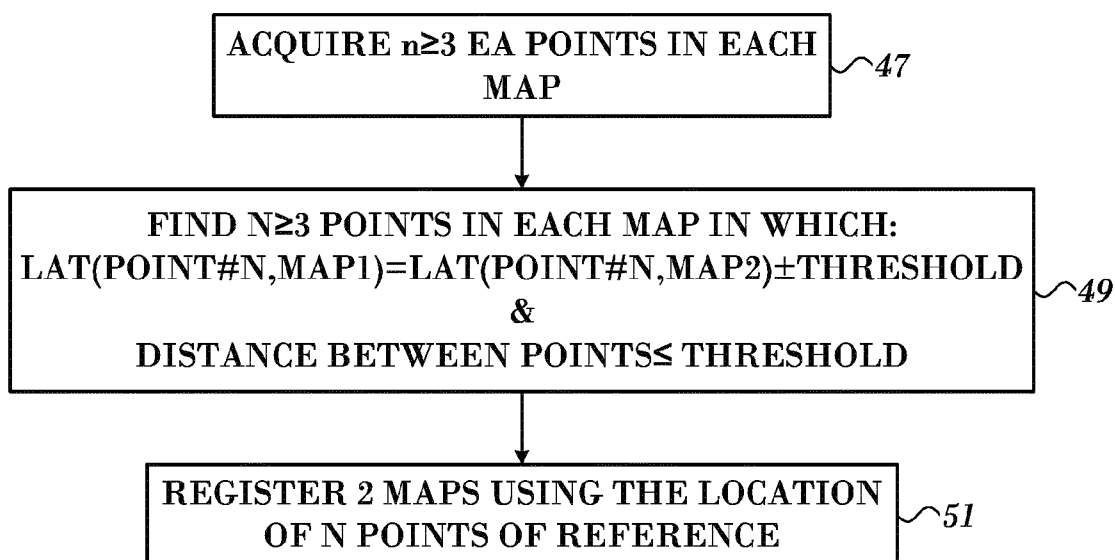 ACQUIRE n≥3 EA POINTS IN EACH
MAP
47
FIND N≥3 POINTS IN EACH MAP IN WHICH:
LAT(POINT#N,MAP1)=LAT(POINT#N,MAP2)±THRESHOLD
&
DISTANCE BETWEEN POINTS≤ THRESHOLD
49
REGISTER 2 MAPS USING THE LOCATION
OF N POINTS OF REFERENCE
51